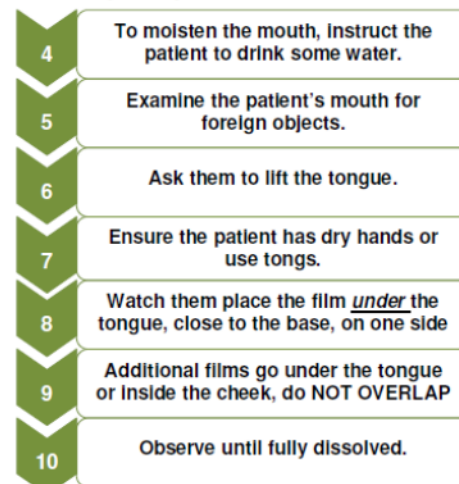 4
To moisten the mouth, instruct the
patient to drink some water.
5
Examine the patient's mouth for
foreign objects.
6
Ask them to lift the tongue.
7
Ensure the patient has dry hands or
use tongs.
8
Watch them place the film under the
tongue, close to the base, on one side
9
Additional films go under the tongue
or inside the cheek, do NOT OVERLAP
10
Observe until fully dissolved.